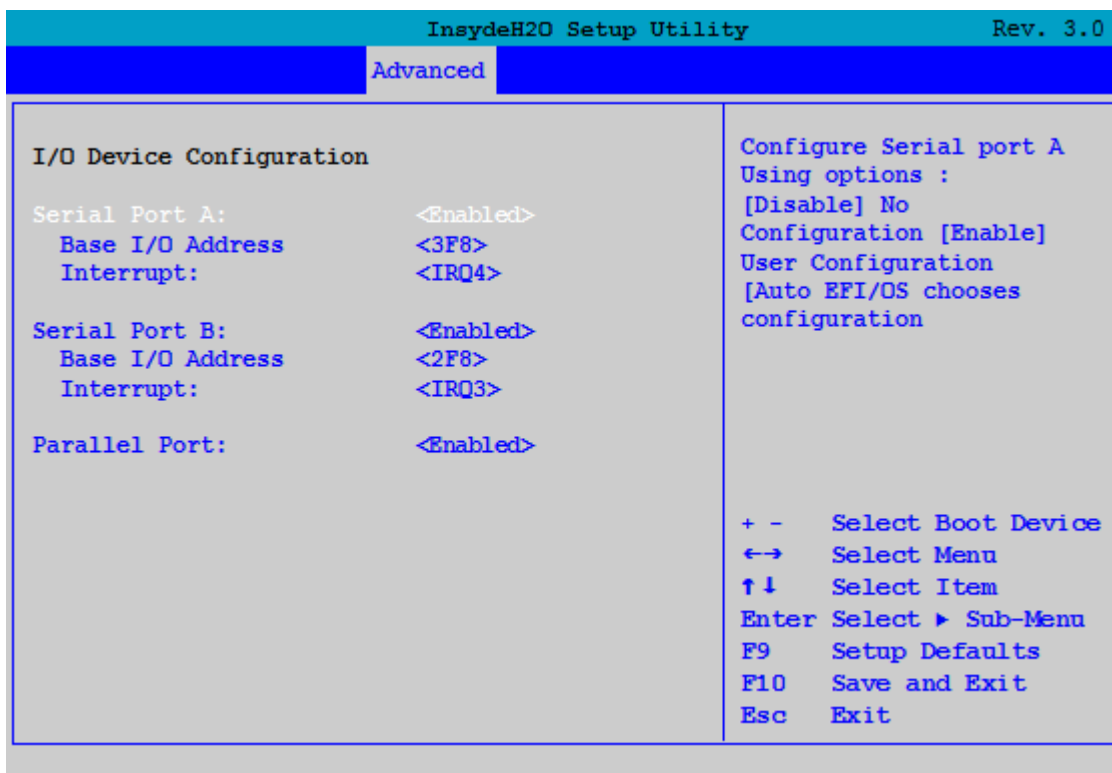 InsydeH2O Setup Utility Rev. 3.0
Advanced
I/O Device Configuration
Serial Port A: <Enabled>
Base I/O Address <3F8>
Interrupt: <IRQ4>
Serial Port B: <Enabled>
Base I/O Address <2F8>
Interrupt: <IRQ3>
Parallel Port: <Enabled>
Configure Serial port A
Using options :
[Disable] No
Configuration [Enable]
User Configuration
[Auto EFI/OS chooses
configuration
+ - Select Boot Device
←→ Select Menu
↑↓ Select Item
Enter Select ▶ Sub-Menu
F9 Setup Defaults
F10 Save and Exit
Esc Exit